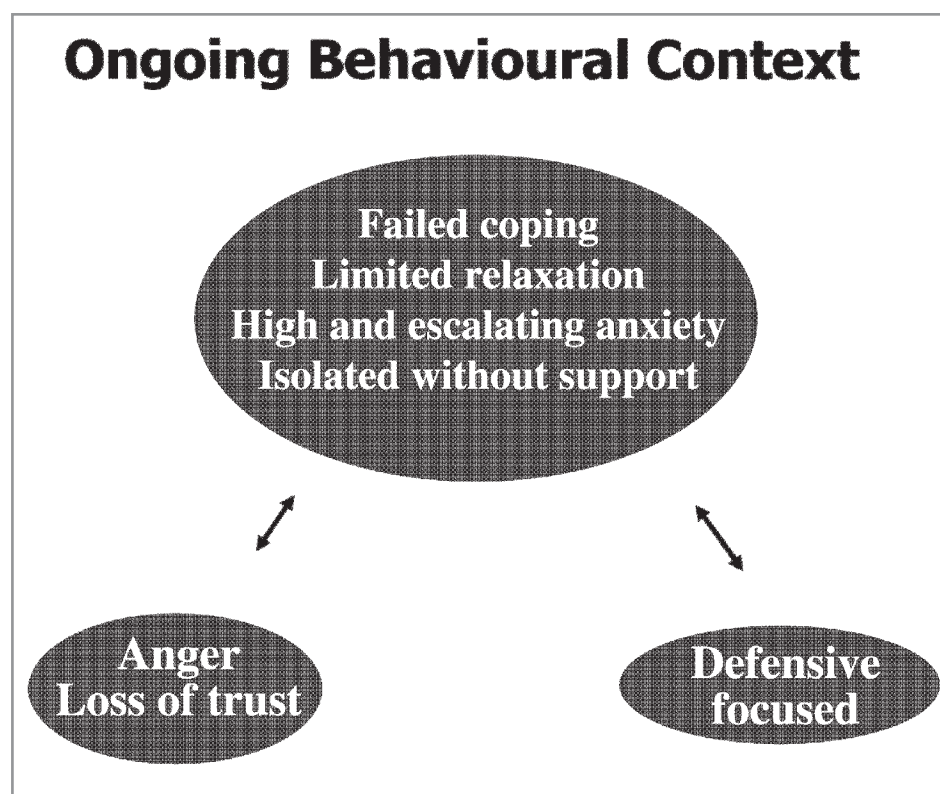 Ongoing Behavioural Context
Failed coping
Limited relaxation
High and escalating anxiety
Isolated without support
Anger
Loss of trust
Defensive
focused